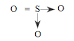 O = S → O
↓
O